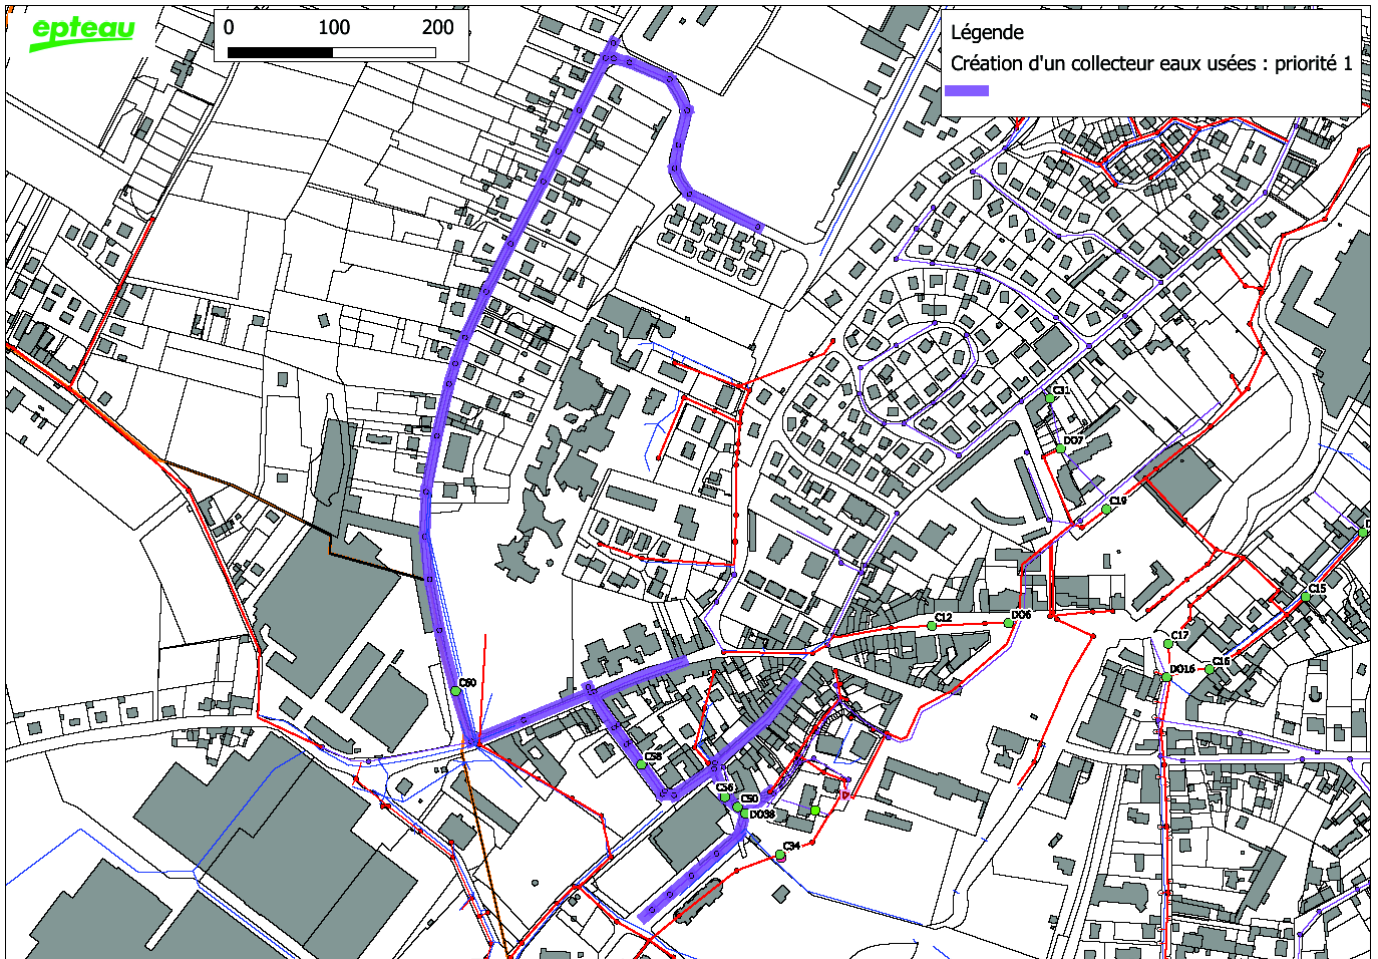 epteau
0 100 200
Légende
Création d'un collecteur eaux usées : priorité 1
C31
DO7
C19
C15
C12
DO6
C17
DO16
C16
C60
C58
C36
C50
DO38
C34